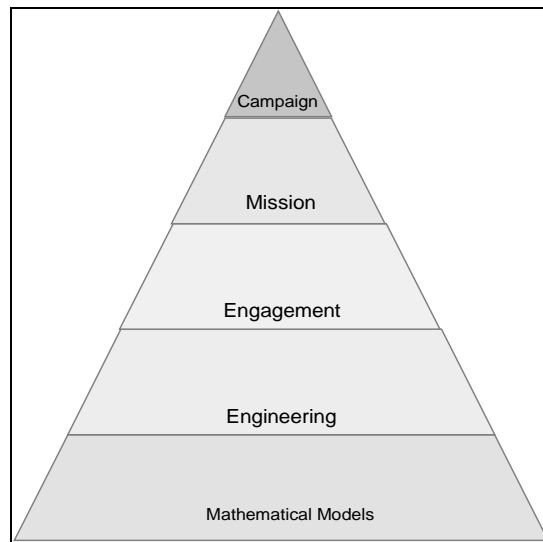 Campaign
Mission
Engagement
Engineering
Mathematical Models